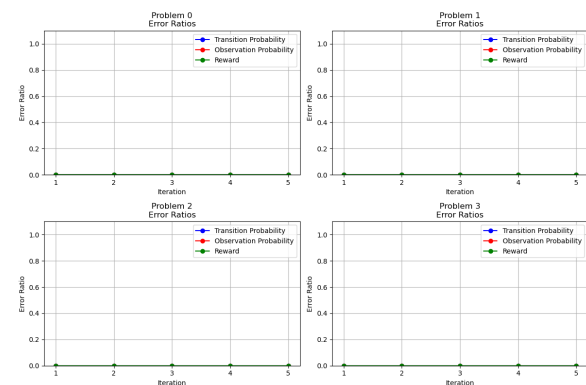 Problem 0
Error Ratios
Transition Probability
Observation Probability
Reward
1.0
0.8
0.6
0.4
0.2
0.0
Error Ratio
1 2 3 4 5
Iteration
Problem 1
Error Ratios
Transition Probability
Observation Probability
Reward
1.0
0.8
0.6
0.4
0.2
0.0
Error Ratio
1 2 3 4 5
Iteration
Problem 2
Error Ratios
Transition Probability
Observation Probability
Reward
1.0
0.8
0.6
0.4
0.2
0.0
Error Ratio
1 2 3 4 5
Iteration
Problem 3
Error Ratios
Transition Probability
Observation Probability
Reward
1.0
0.8
0.6
0.4
0.2
0.0
Error Ratio
1 2 3 4 5
Iteration